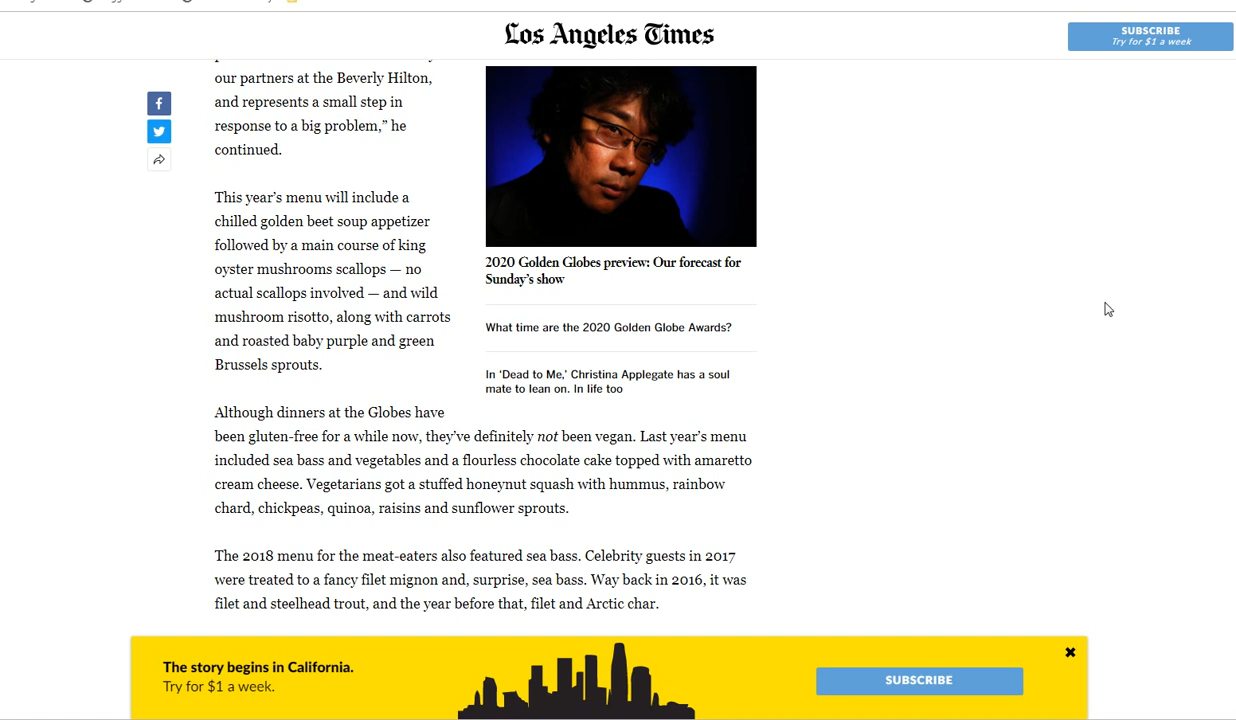 Los Angeles Times
SUBSCRIBE
Try for $1 a week
our partners at the Beverly Hilton,
and represents a small step in
response to a big problem,” he
continued.
This year’s menu will include a
chilled golden beet soup appetizer
followed by a main course of king
oyster mushrooms scallops — no
actual scallops involved — and wild
mushroom risotto, along with carrots
and roasted baby purple and green
Brussels sprouts.
2020 Golden Globes preview: Our forecast for
Sunday’s show
What time are the 2020 Golden Globe Awards?
In ‘Dead to Me,’ Christina Applegate has a soul
mate to lean on. In life too
Although dinners at the Globes have
been gluten-free for a while now, they’ve definitely not been vegan. Last year’s menu
included sea bass and vegetables and a flourless chocolate cake topped with amaretto
cream cheese. Vegetarians got a stuffed honeynut squash with hummus, rainbow
chard, chickpeas, quinoa, raisins and sunflower sprouts.
The 2018 menu for the meat-eaters also featured sea bass. Celebrity guests in 2017
were treated to a fancy filet mignon and, surprise, sea bass. Way back in 2016, it was
filet and steelhead trout, and the year before that, filet and Arctic char.
The story begins in California.
Try for $1 a week.
SUBSCRIBE